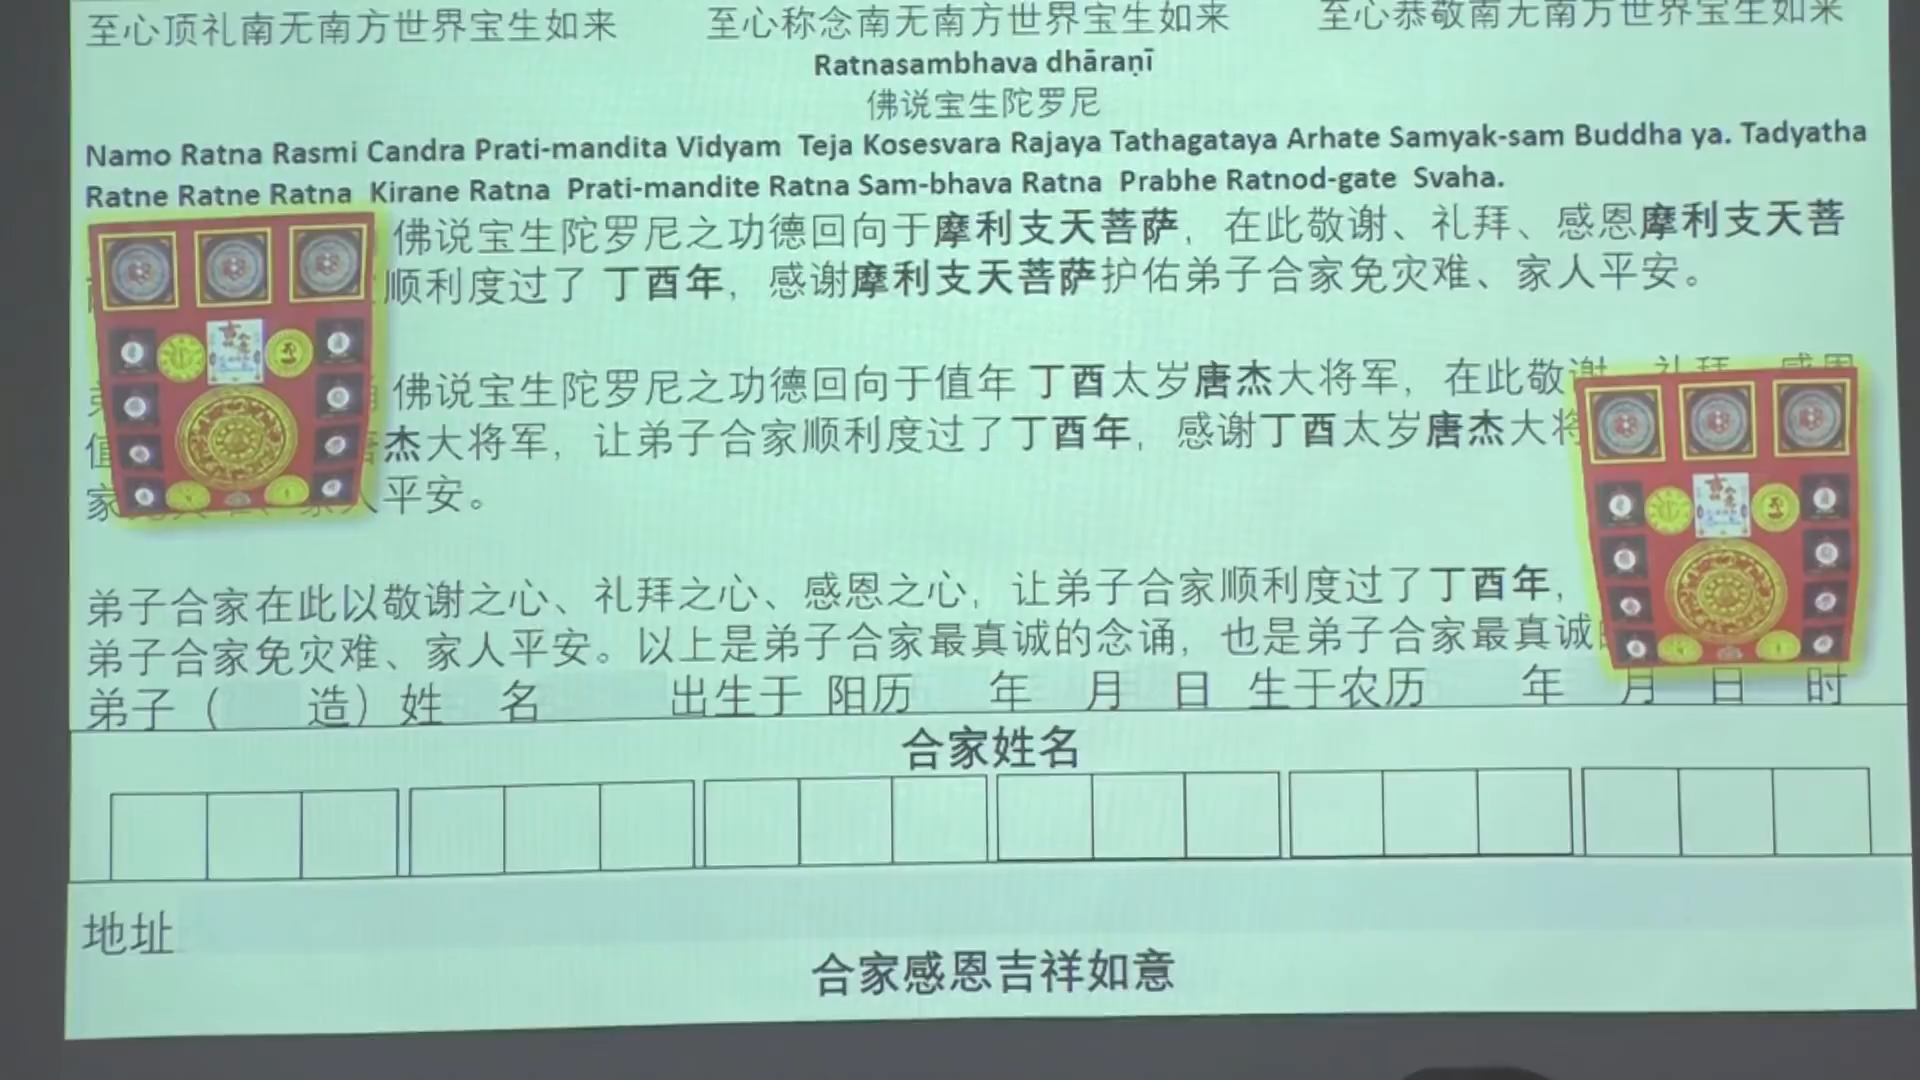 至心顶礼南无南方世界宝生如来 至心称念南无南方世界宝生如来 至心恭敬南无南方世界宝生如来
Ratnasambhava dhāraṇī
佛说宝生陀罗尼
Namo Ratna Rasmi Candra Prati-mandita Vidyam Teja Kosesvara Rajaya Tathagataya Arhate Samyak-sam Buddha ya. Tadyatha
Ratne Ratne Ratna Kirane Ratna Prati-mandite Ratna Sam-bhava Ratna Prabhe Ratnod-gate Svaha.
佛说宝生陀罗尼之功德回向于摩利支天菩萨，在此敬谢、礼拜、感恩摩利支天菩
顺利度过了 丁酉年，感谢摩利支天菩萨护佑弟子合家免灾难、家人平安。
佛说宝生陀罗尼之功德回向于值年 丁酉太岁唐杰大将军，在此敬谢、礼拜、感恩
值 唐杰大将军，让弟子合家顺利度过了丁酉年，感谢丁酉太岁唐杰大将
家 人平安。
弟子合家在此以敬谢之心、礼拜之心、感恩之心，让弟子合家顺利度过了丁酉年，
弟子合家免灾难、家人平安。以上是弟子合家最真诚的念诵，也是弟子合家最真诚
弟子（ 造）姓 名 出生于 阳历 年 月 日 生于农历 年 月 日 时
合家姓名
地址
合家感恩吉祥如意